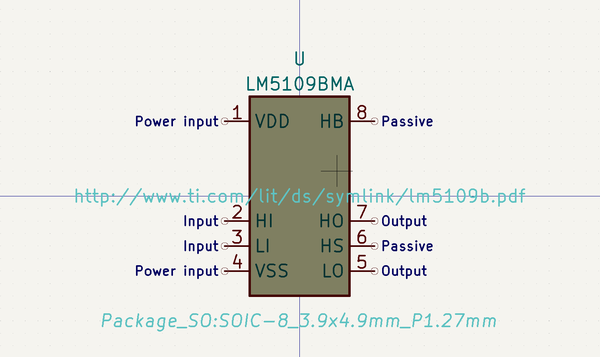 U
LM5109BMA
Power input 1 VDD HB 8 Passive
http://www.ti.com/lit/ds/symlink/lm5109b.pdf
Input 2 HI HO 7 Output
Input 3 LI HS 6 Passive
Power input 4 VSS LO 5 Output
Package_SO:SOIC-8_3.9x4.9mm_P1.27mm